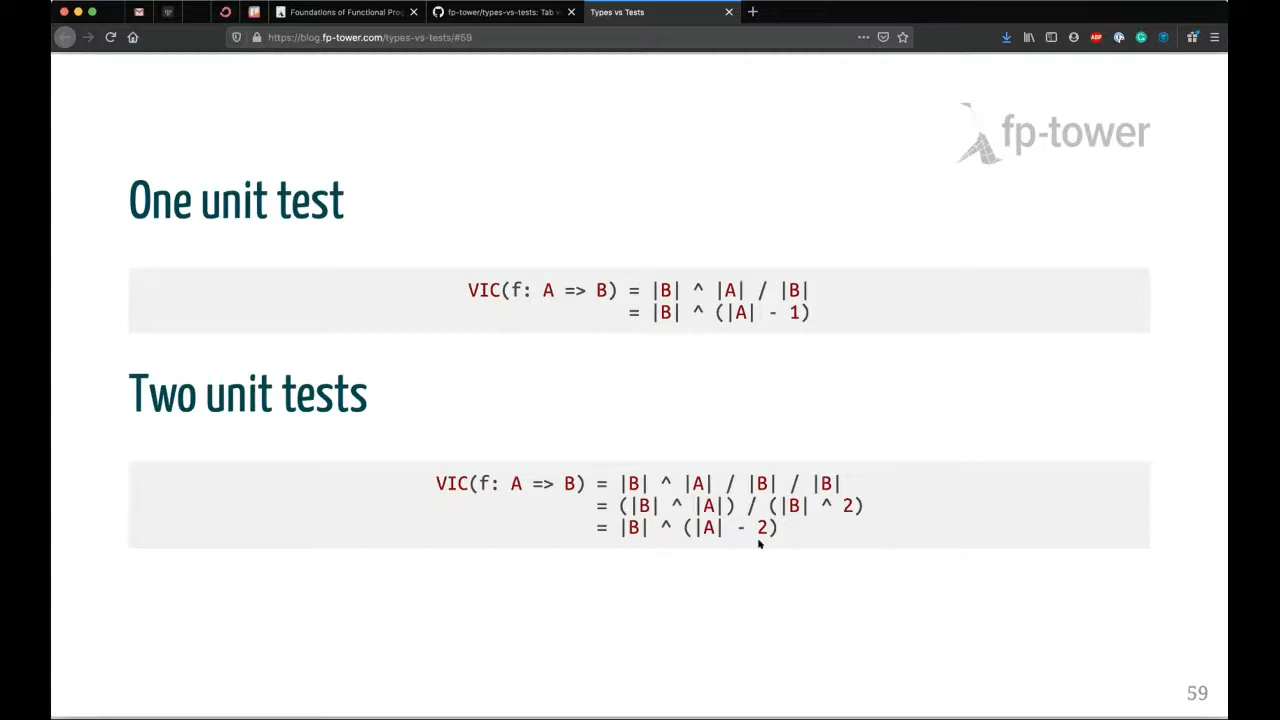 Foundations of Functional Prog
fp-tower/types-vs-tests: Tab v
Types vs Tests
https://blog.fp-tower.com/types-vs-tests/#59
fp-tower
One unit test
VIC(f: A => B) = |B| ^ |A| / |B|
= |B| ^ (|A| - 1)
Two unit tests
VIC(f: A => B) = |B| ^ |A| / |B| / |B|
= (|B| ^ |A|) / (|B| ^ 2)
= |B| ^ (|A| - 2)
59